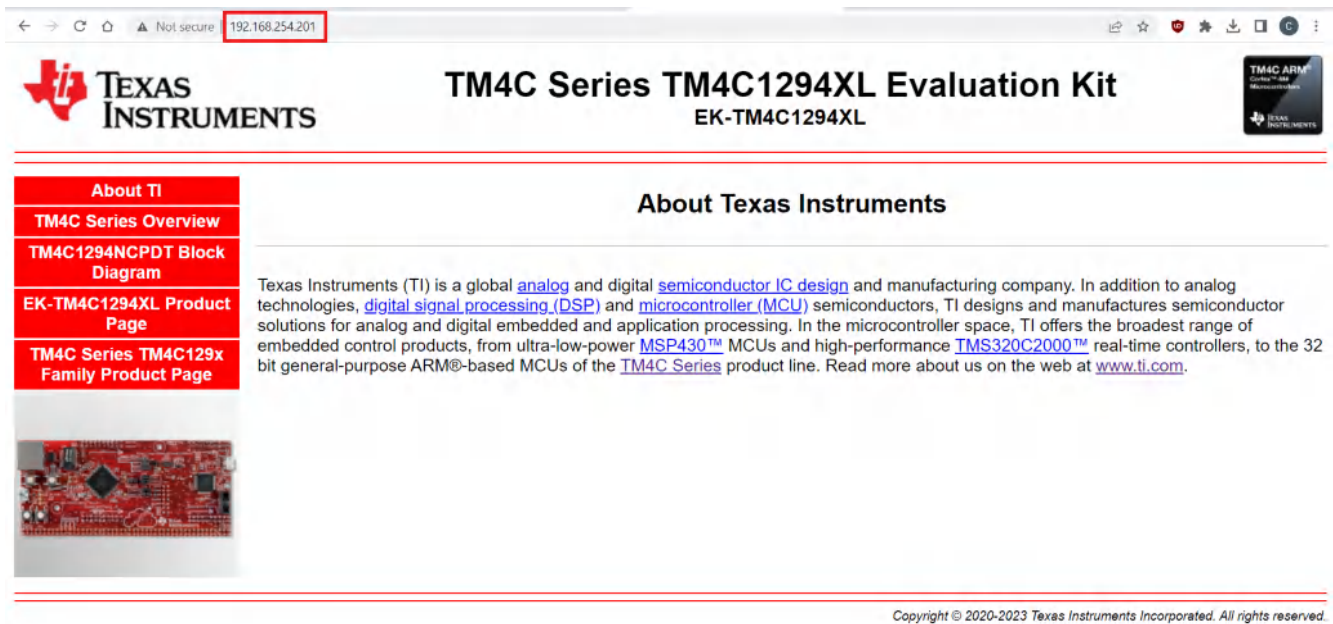 Not secure 192.168.254.201
C
TEXAS
INSTRUMENTS
TM4C Series TM4C1294XL Evaluation Kit
EK-TM4C1294XL
TM4C ARM®
Cortex™-M4
Microcontrollers
TEXAS
INSTRUMENTS
About TI
TM4C Series Overview
TM4C1294NCPDT Block
Diagram
EK-TM4C1294XL Product
Page
TM4C Series TM4C129x
Family Product Page
About Texas Instruments
Texas Instruments (TI) is a global analog and digital semiconductor IC design and manufacturing company. In addition to analog
technologies, digital signal processing (DSP) and microcontroller (MCU) semiconductors, TI designs and manufactures semiconductor
solutions for analog and digital embedded and application processing. In the microcontroller space, TI offers the broadest range of
embedded control products, from ultra-low-power MSP430™ MCUs and high-performance TMS320C2000™ real-time controllers, to the 32
bit general-purpose ARM®-based MCUs of the TM4C Series product line. Read more about us on the web at www.ti.com.
Copyright © 2020-2023 Texas Instruments Incorporated. All rights reserved.